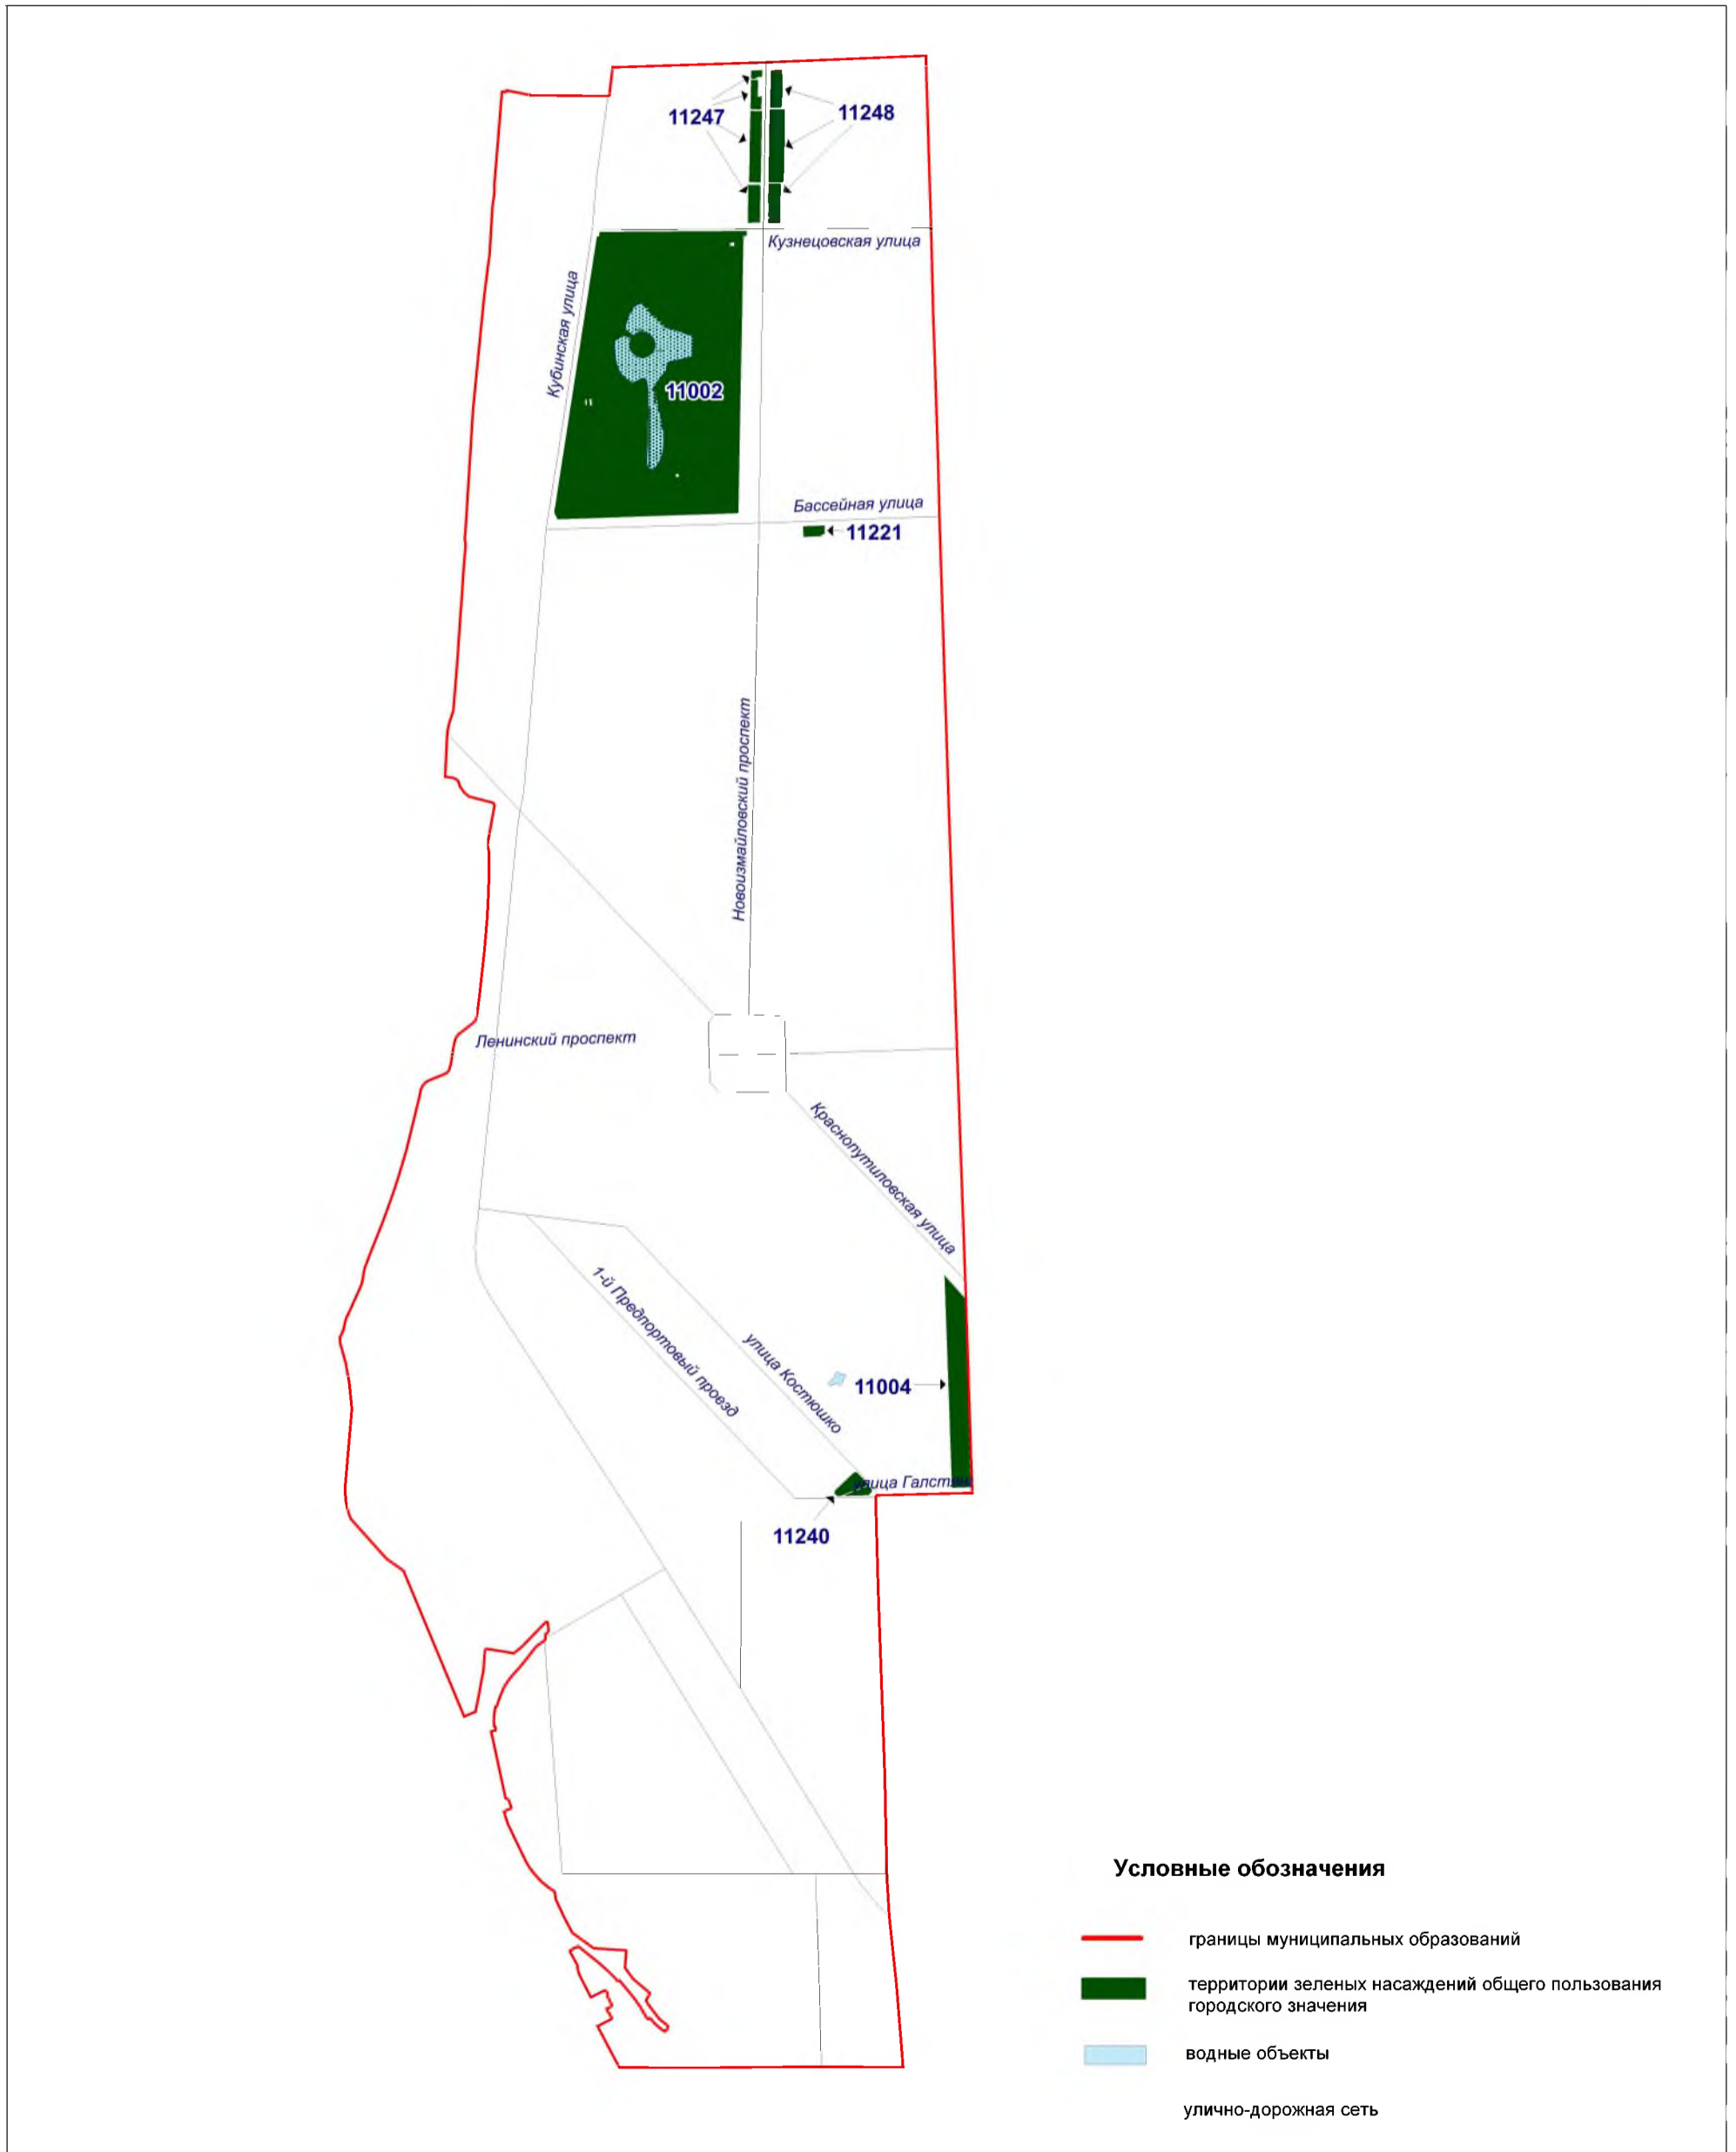 11247
11248
Кузнецовская улица
Кубинская улица
11002
Бассейная улица
11221
Новоизмайловский проспект
Ленинский проспект
Краснопутиловская улица
1-й Предпортовый проезд
улица Костюшко
11004
улица
11240
Условные обозначения
границы муниципальных образований
территории зеленых насаждений общего пользования
городского значения
водные объекты
улично-дорожная сеть